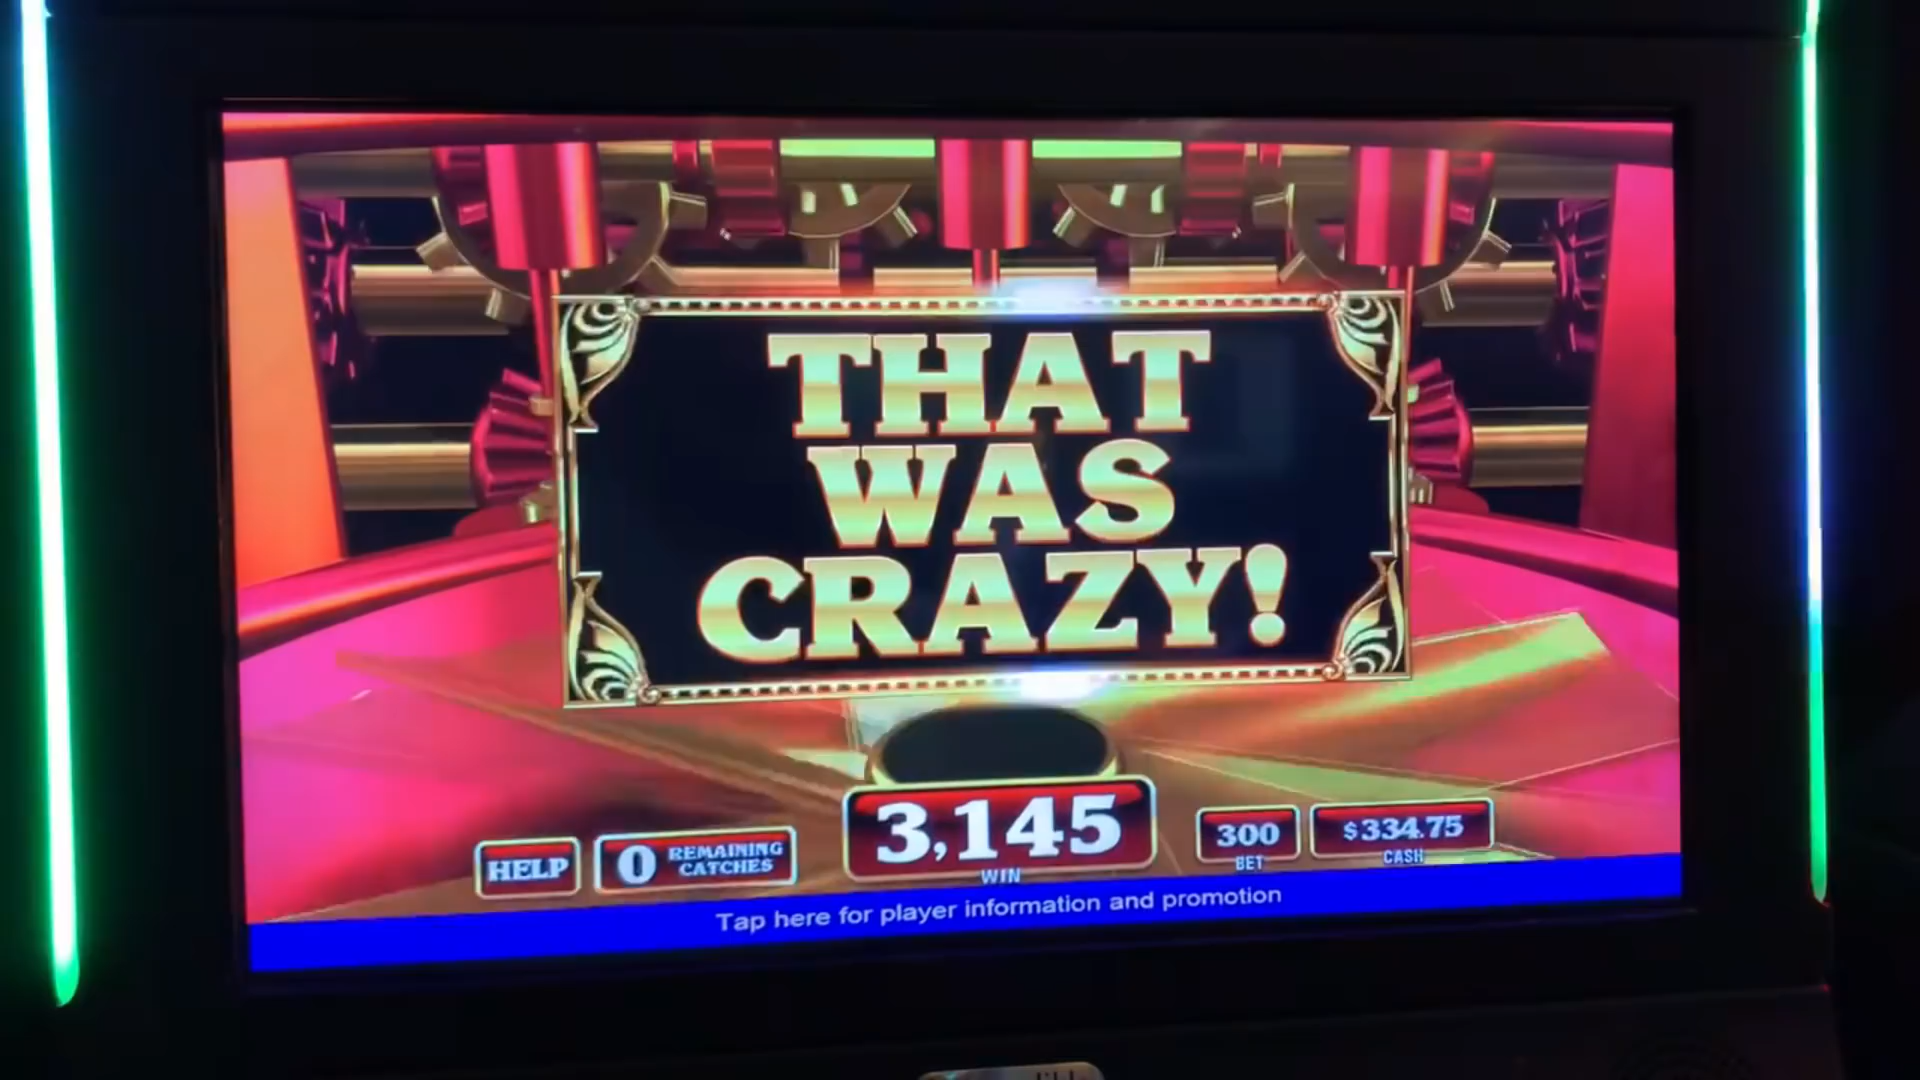 THAT
WAS
CRAZY!
HELP
0 REMAINING
CATCHES
3,145
WIN
300
BET
$334.75
CASH
Tap here for player information and promotion